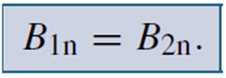 B₁ₙ = B₂ₙ.